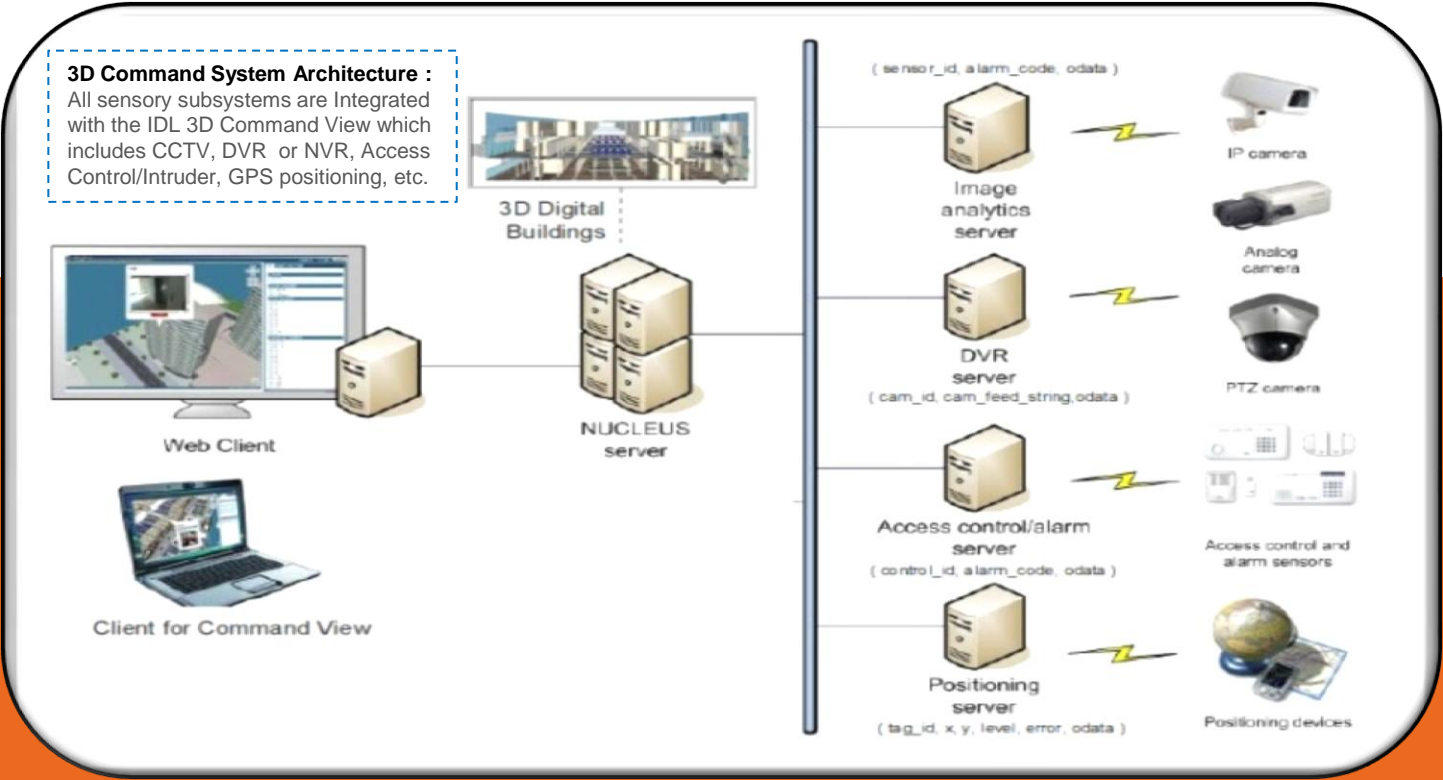 3D Command System Architecture :
All sensory subsystems are Integrated
with the IDL 3D Command View which
includes CCTV, DVR or NVR, Access
Control/Intruder, GPS positioning, etc.
3D Digital
Buildings
Web Client
NUCLEUS
server
Client for Command View
( sensor_id, alarm_code, odata )
Image
analytics
server
DVR
server
( cam_id, cam_feed_string,odata )
Access control/alarm
server
( control_id, alarm_code, odata )
Positioning
server
( tag_id, x, y, level, error, odata )
IP camera
Analog
camera
PTZ camera
Access control and
alarm sensors
Positioning devices